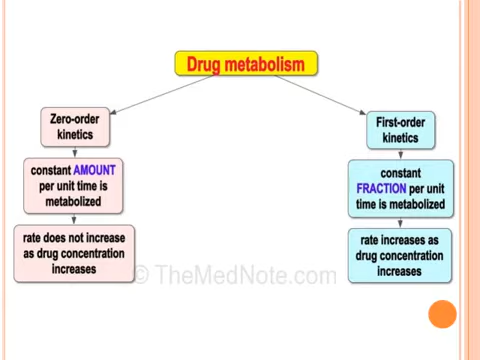 Drug metabolism
Zero-order
kinetics
constant AMOUNT
per unit time is
metabolized
rate does not increase
as drug concentration
increases
First-order
kinetics
constant
FRACTION per unit
time is metabolized
rate increases as
drug concentration
increases
© TheMedNote.com